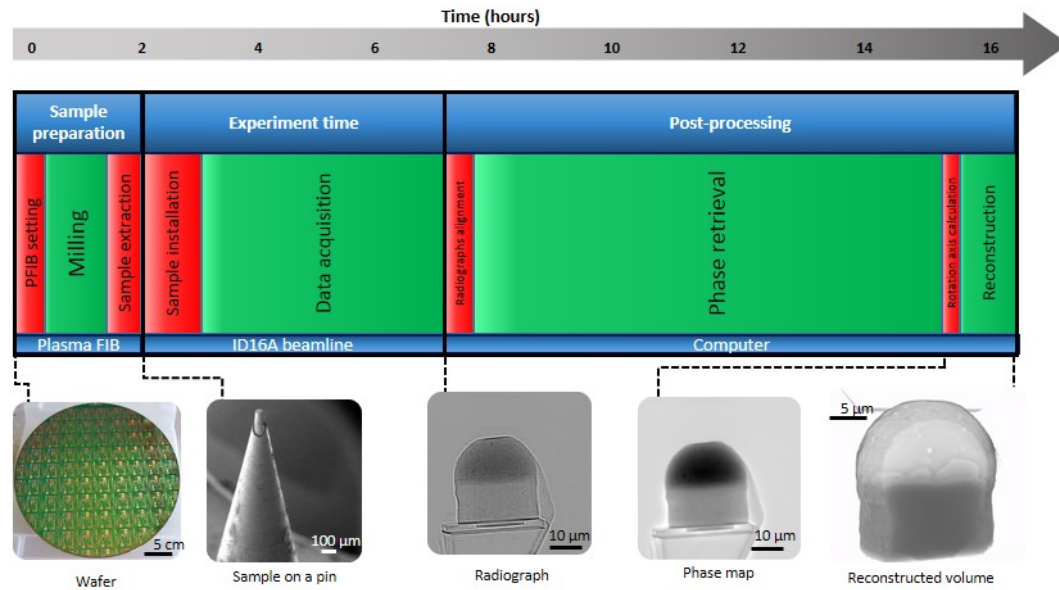 Time (hours)
0 2 4 6 8 10 12 14 16
Sample
preparation
Experiment time
Post-processing
PFIB setting
Milling
Sample extraction
Sample installation
Data acquisition
Radiographs alignment
Phase retrieval
Rotation axis calculation
Reconstruction
Plasma FIB
ID16A beamline
Computer
5 cm
100 µm
10 µm
10 µm
5 µm
Wafer
Sample on a pin
Radiograph
Phase map
Reconstructed volume